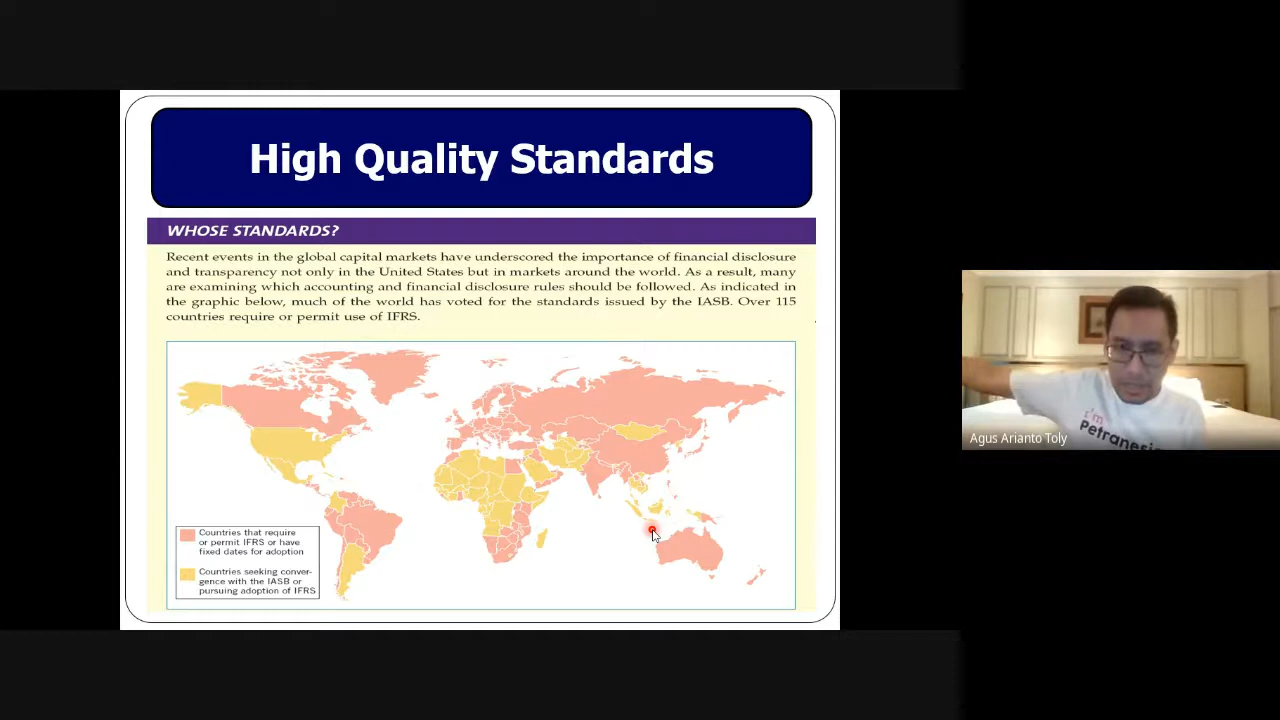 High Quality Standards
WHOSE STANDARDS?
Recent events in the global capital markets have underscored the importance of financial disclosure
and transparency not only in the United States but in markets around the world. As a result, many
are examining which accounting and financial disclosure rules should be followed. As indicated in
the graphic below, much of the world has voted for the standards issued by the IASB. Over 115
countries require or permit use of IFRS.
Countries that require
or permit IFRS or have
fixed dates for adoption
Countries seeking conver-
gence with the IASB or
pursuing adoption of IFRS
I'm
Agus Arianto Toly